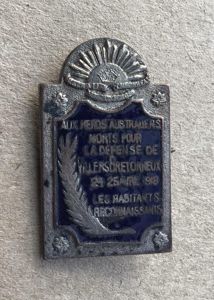 AUX HEROS AUSTRALIENS
MORTS POUR
LA DEFENSE DE
VILLERS BRETONNEUX
24 25 AVRIL 1918
LES HABITANTS
RECONNAISSANTS